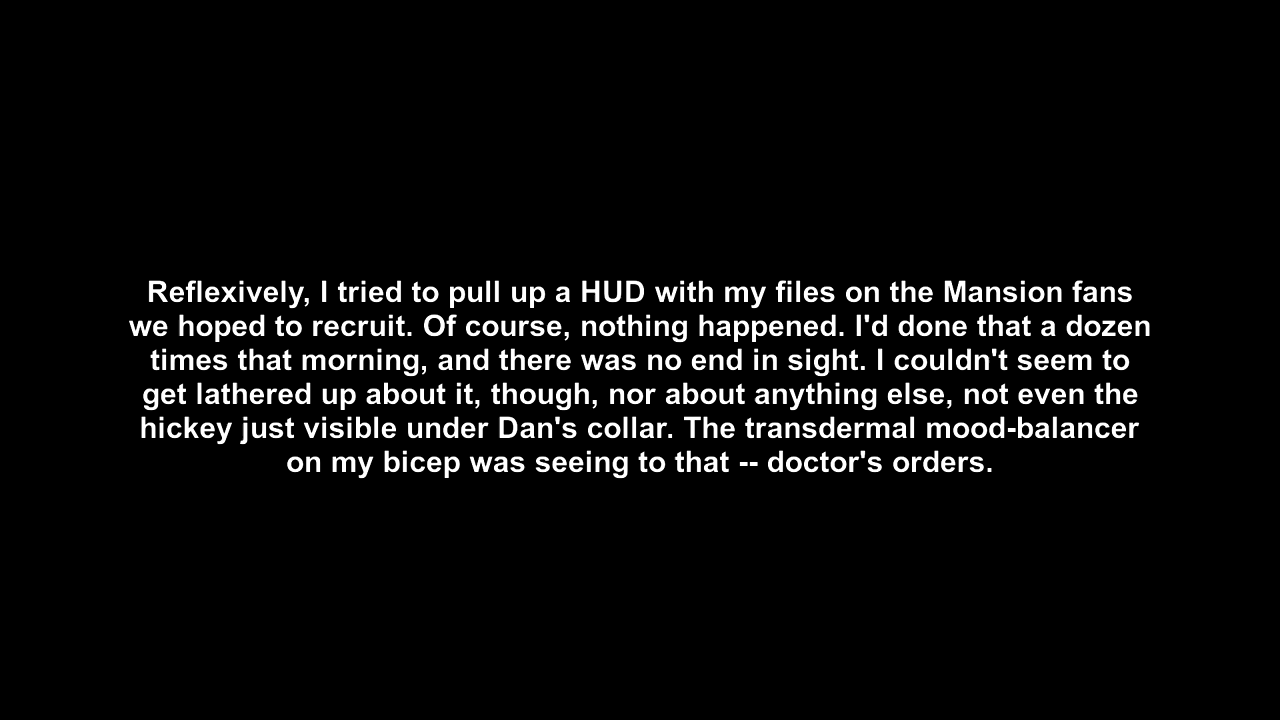 Reflexively, I tried to pull up a HUD with my files on the Mansion fans
we hoped to recruit. Of course, nothing happened. I'd done that a dozen
times that morning, and there was no end in sight. I couldn't seem to
get lathered up about it, though, nor about anything else, not even the
hickey just visible under Dan's collar. The transdermal mood-balancer
on my bicep was seeing to that -- doctor's orders.